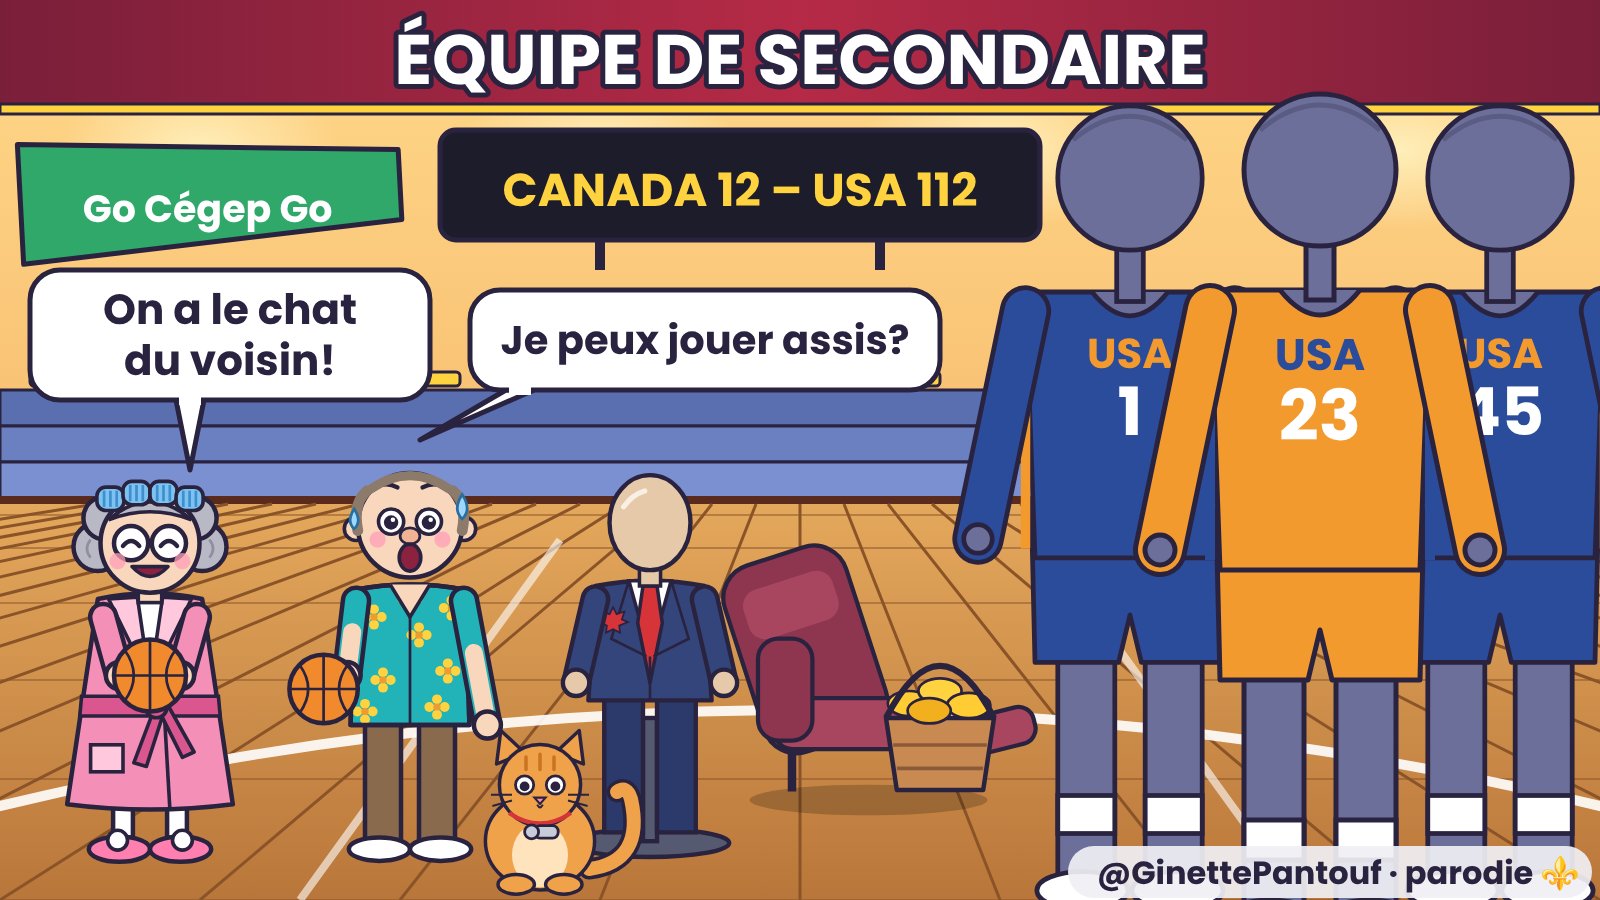 ÉQUIPE DE SECONDAIRE
Go Cégep Go
CANADA 12 – USA 112
On a le chat
du voisin!
Je peux jouer assis?
USA
1
USA
23
USA
45
@GinettePantouf · parodie ⚜️